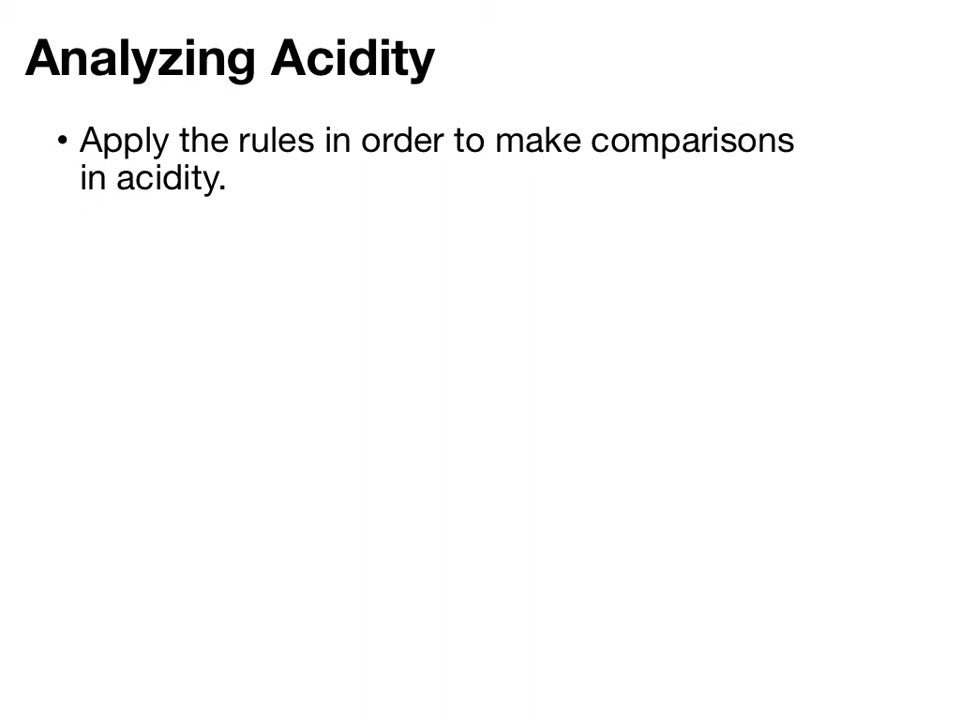 Analyzing Acidity
• Apply the rules in order to make comparisons
in acidity.